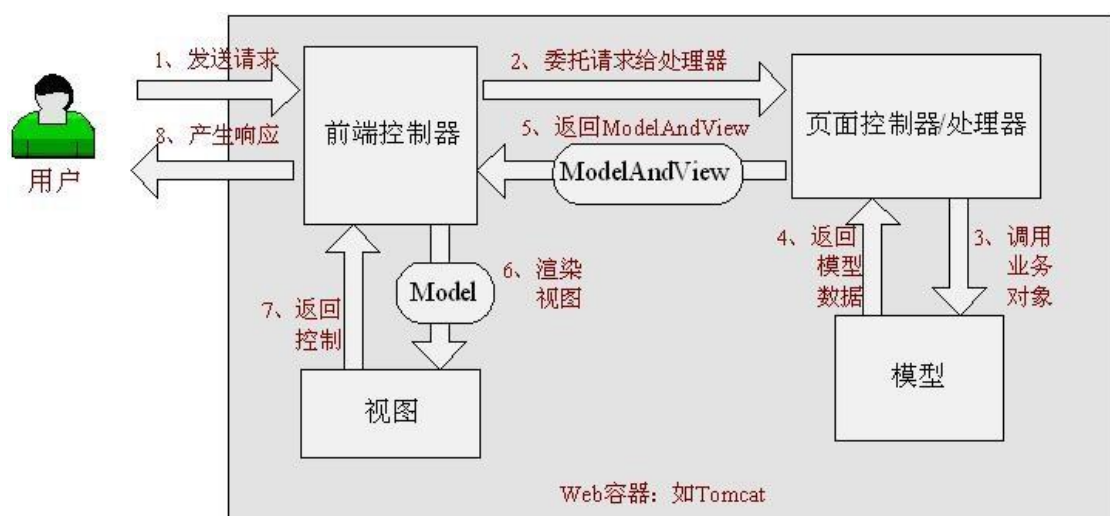 1、发送请求
2、委托请求给处理器
8、产生响应
前端控制器
5、返回ModelAndView
ModelAndView
页面控制器/处理器
用户
4、返回
模型
数据
3、调用
业务
对象
6、渲染
视图
Model
7、返回
控制
视图
模型
Web容器：如Tomcat